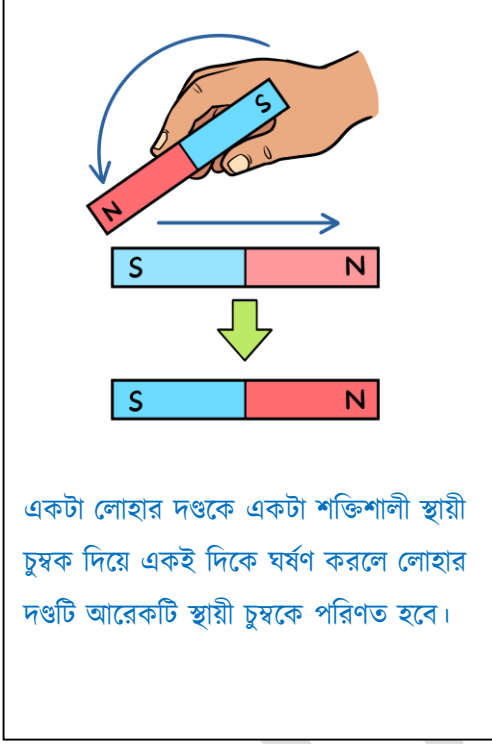 S
N
S N
S N
একটা লোহার দণ্ডকে একটা শক্তিশালী স্থায়ী
চুম্বক দিয়ে একই দিকে ঘর্ষণ করলে লোহার
দণ্ডটি আরেকটি স্থায়ী চুম্বকে পরিণত হবে।